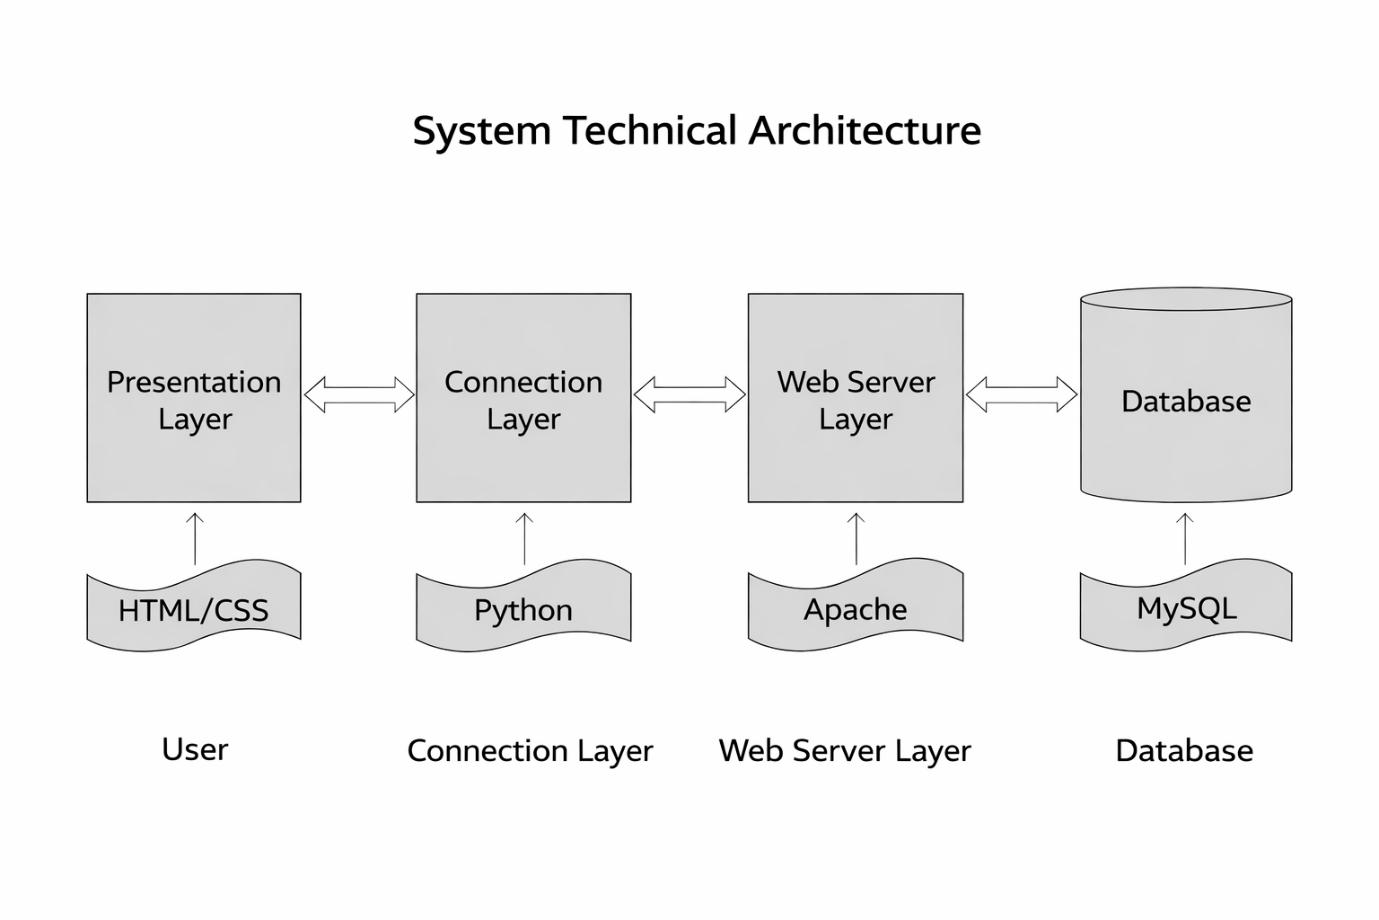 System Technical Architecture
Presentation
Layer
Connection
Layer
Web Server
Layer
Database
HTML/CSS
Python
Apache
MySQL
User
Connection Layer
Web Server Layer
Database